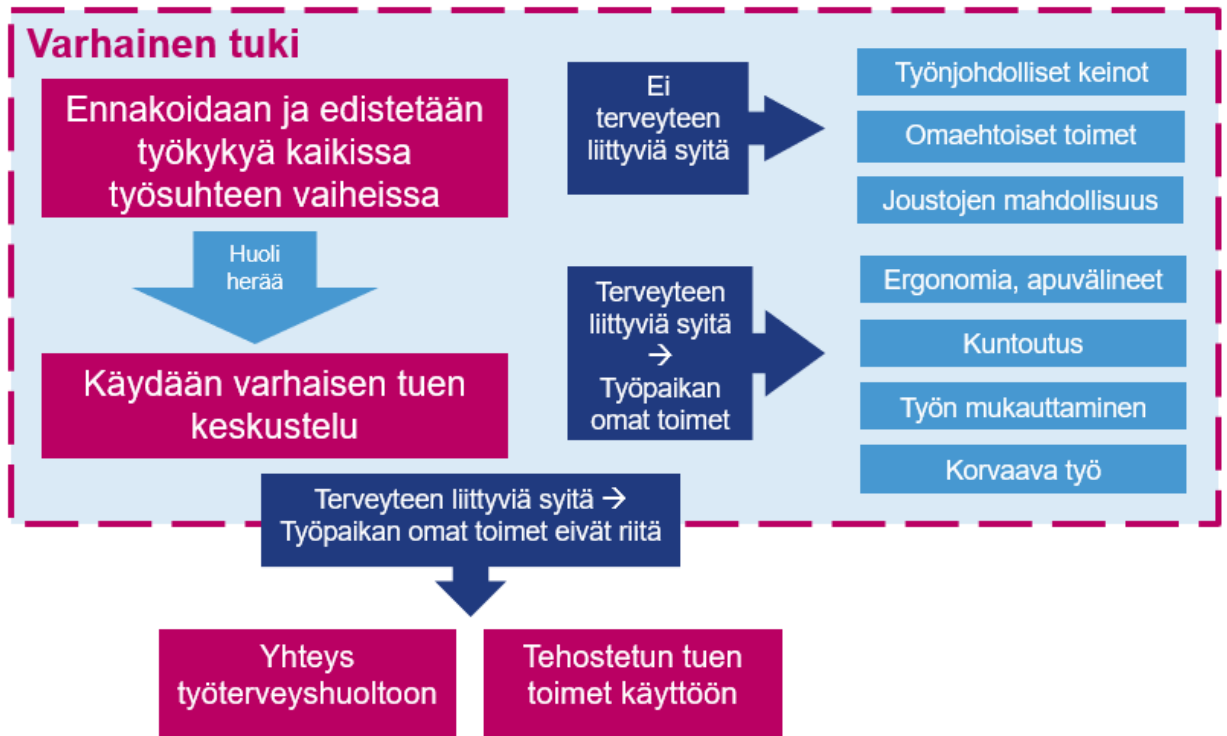 Varhainen tuki
Ennakoidaan ja edistetään
työkykyä kaikissa
työsuhteen vaiheissa
Huoli
herää
Käydään varhaisen tuen
keskustelu
Ei
terveyteen
liittyviä syitä
Työnjohdolliset keinot
Omaehtoiset toimet
Joustojen mahdollisuus
Terveyteen
liittyviä syitä
→
Työpaikan
omat toimet
Ergonomia, apuvälineet
Kuntoutus
Työn mukauttaminen
Korvaava työ
Terveyteen liittyviä syitä →
Työpaikan omat toimet eivät riitä
Yhteys
työterveyshuoltoon
Tehostetun tuen
toimet käyttöön